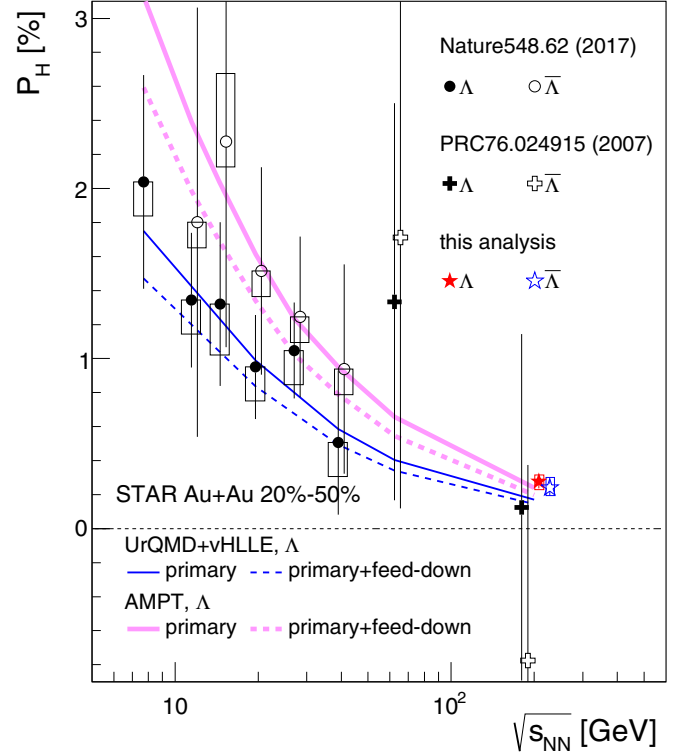 P_H [%]
3
2
1
0
Nature548.62 (2017)
Λ Λ̅
PRC76.024915 (2007)
Λ Λ̅
this analysis
Λ Λ̅
STAR Au+Au 20%-50%
UrQMD+vHLLE, Λ
primary primary+feed-down
AMPT, Λ
primary primary+feed-down
10 10²
√s_NN [GeV]